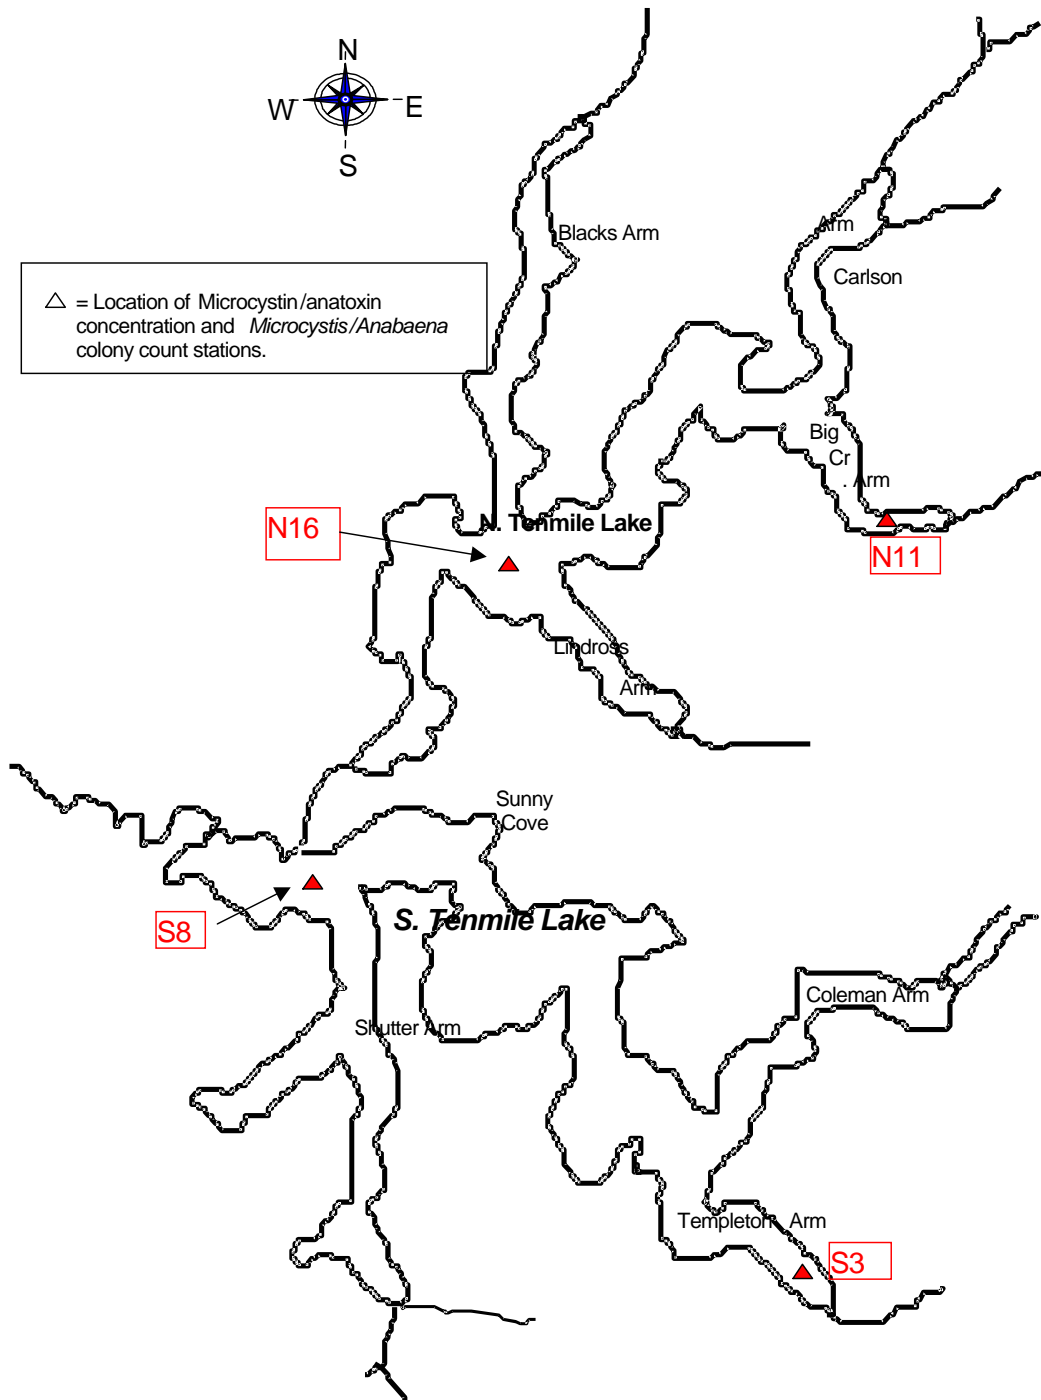 N
W
E
S
Blacks Arm
Arm
Carlson
= Location of Microcystin/anatoxin
concentration and Microcystis/Anabaena
colony count stations.
Big
Cr
. Arm
N16
N. Tenmile Lake
N11
Lindross
Arm
Sunny
Cove
S8
S. Tenmile Lake
Coleman Arm
Shutter Arm
Templeton Arm
S3